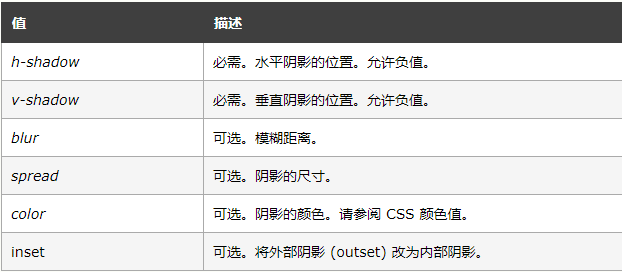 值 描述
h-shadow 必需。水平阴影的位置。允许负值。
v-shadow 必需。垂直阴影的位置。允许负值。
blur 可选。模糊距离。
spread 可选。阴影的尺寸。
color 可选。阴影的颜色。请参阅 CSS 颜色值。
inset 可选。将外部阴影 (outset) 改为内部阴影。